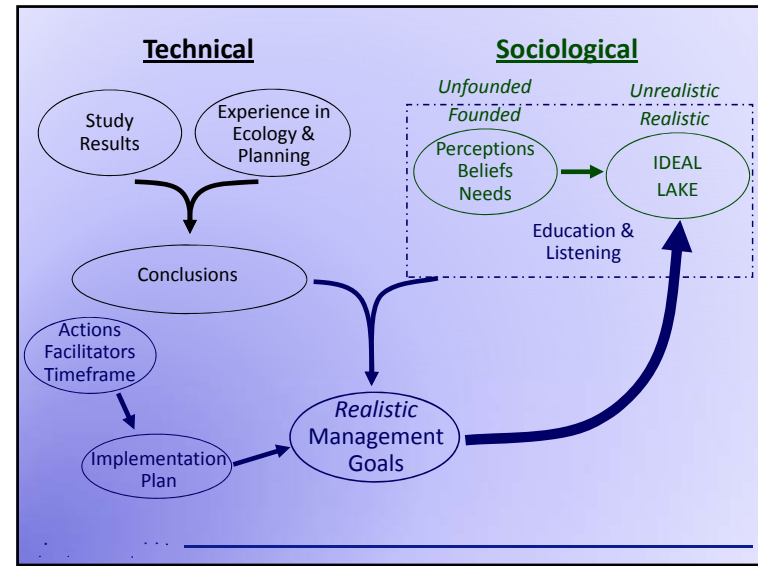 Technical
Sociological
Unfounded
Unrealistic
Founded
Realistic
Study
Results
Experience in
Ecology &
Planning
Perceptions
Beliefs
Needs
IDEAL
LAKE
Education &
Listening
Conclusions
Actions
Facilitators
Timeframe
Realistic
Management
Goals
Implementation
Plan